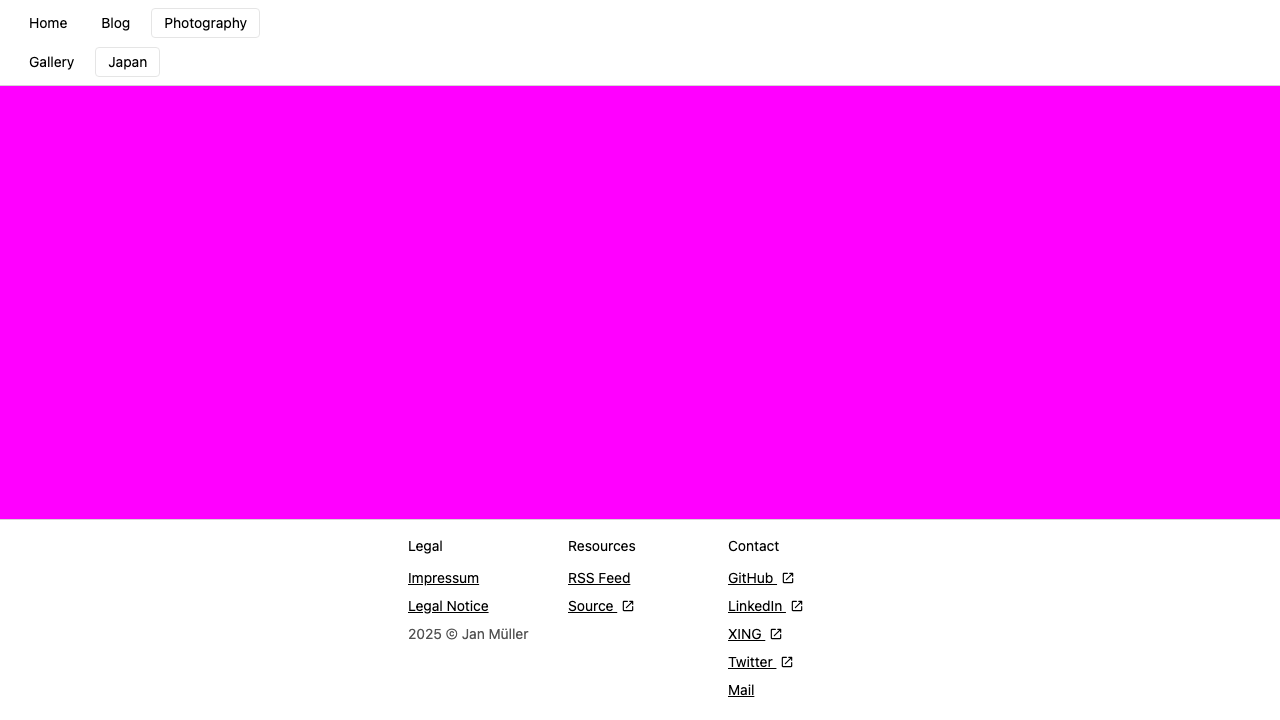 Home Blog Photography
Gallery Japan
Legal
Impressum
Legal Notice
2025 © Jan Müller
Resources
RSS Feed
Source
Contact
GitHub
LinkedIn
XING
Twitter
Mail